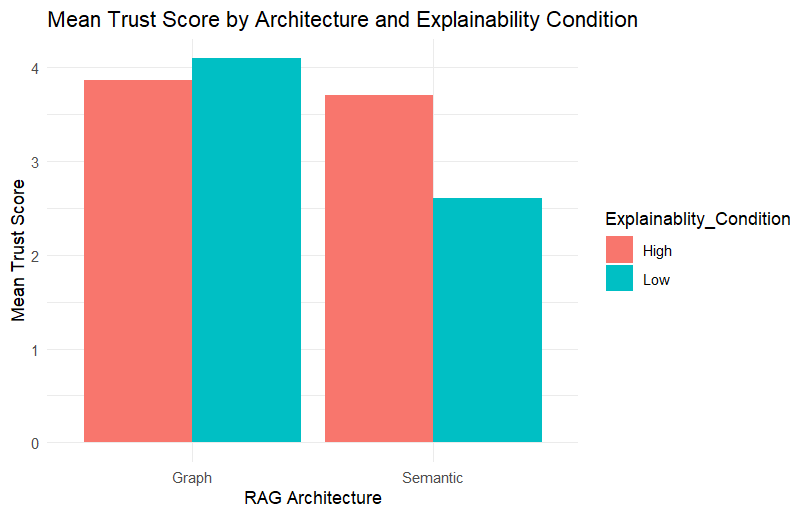 Mean Trust Score by Architecture and Explainability Condition
Mean Trust Score
4
3
2
1
0
Graph
Semantic
RAG Architecture
Explainablity_Condition
High
Low